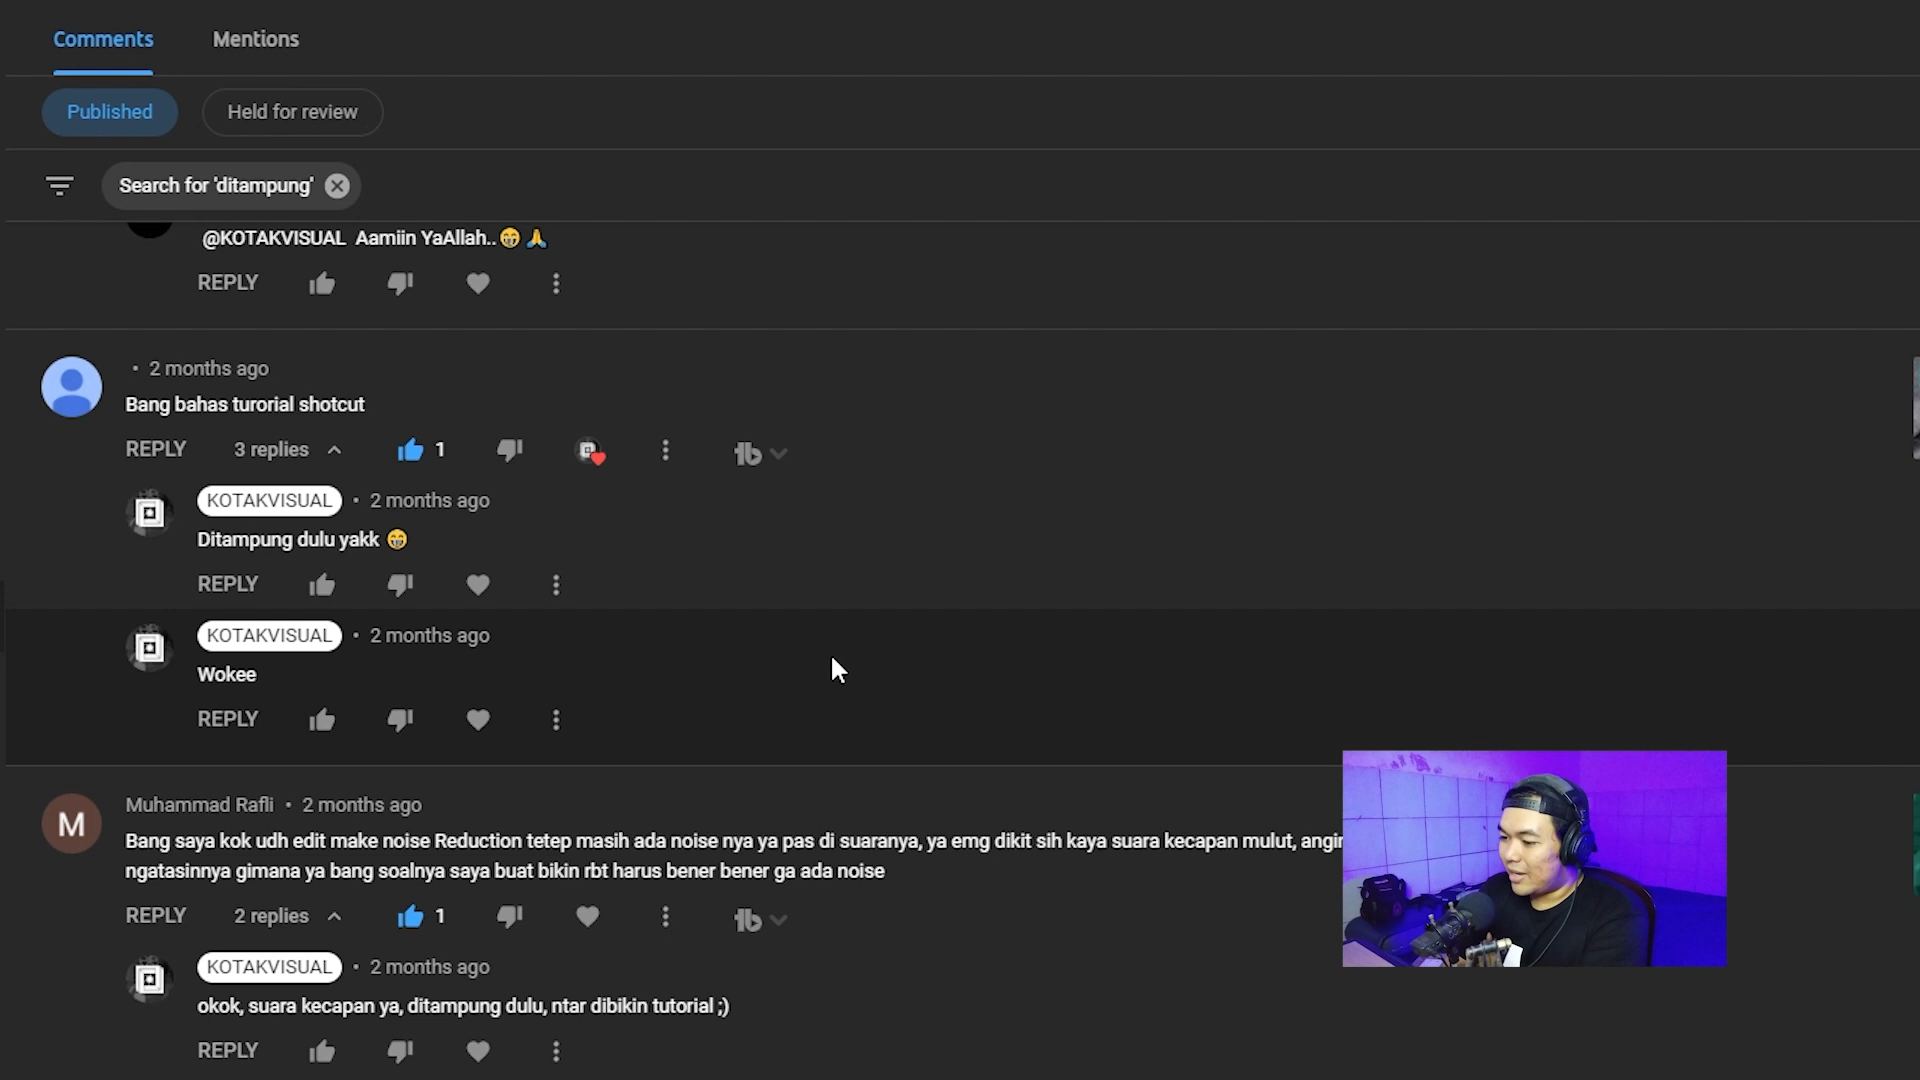 Comments Mentions
Published Held for review
Search for 'ditampung'
@KOTAKVISUAL Aamiin YaAllah..😁🙏
REPLY
• 2 months ago
Bang bahas turorial shotcut
REPLY 3 replies 1
KOTAKVISUAL • 2 months ago
Ditampung dulu yakk 😁
REPLY
KOTAKVISUAL • 2 months ago
Wokee
REPLY
M
Muhammad Rafli • 2 months ago
Bang saya kok udh edit make noise Reduction tetep masih ada noise nya ya pas di suaranya, ya emg dikit sih kaya suara kecapan mulut,
ngatasinnya gimana ya bang soalnya saya buat bikin rbt harus bener bener ga ada noise
REPLY 2 replies 1
KOTAKVISUAL • 2 months ago
okok, suara kecapan ya, ditampung dulu, ntar dibikin tutorial ;)
REPLY